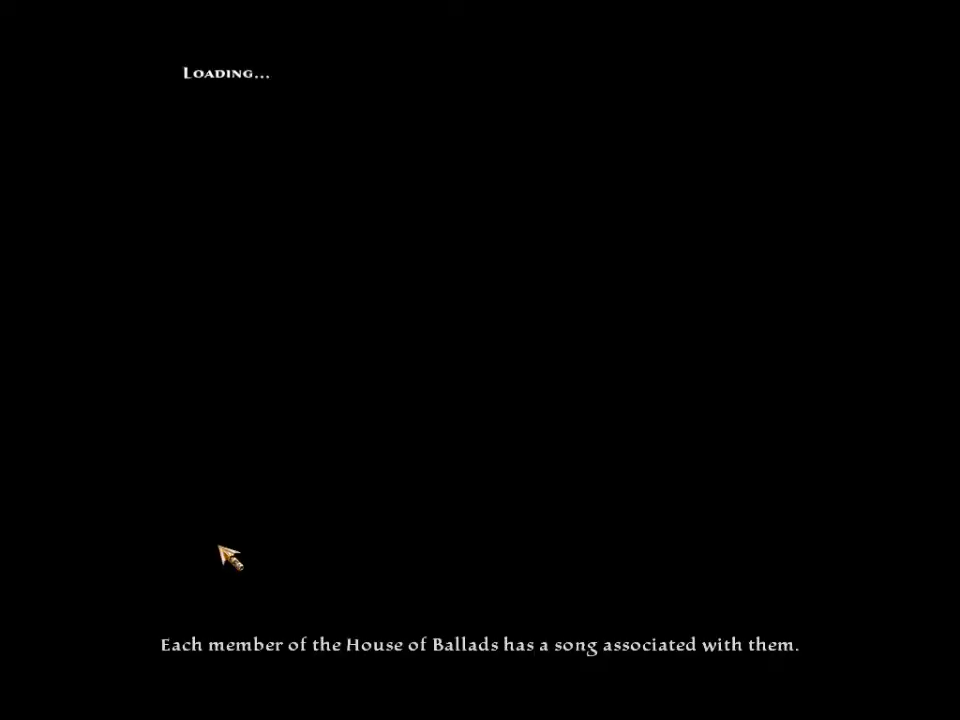 Loading...
Each member of the House of Ballads has a song associated with them.